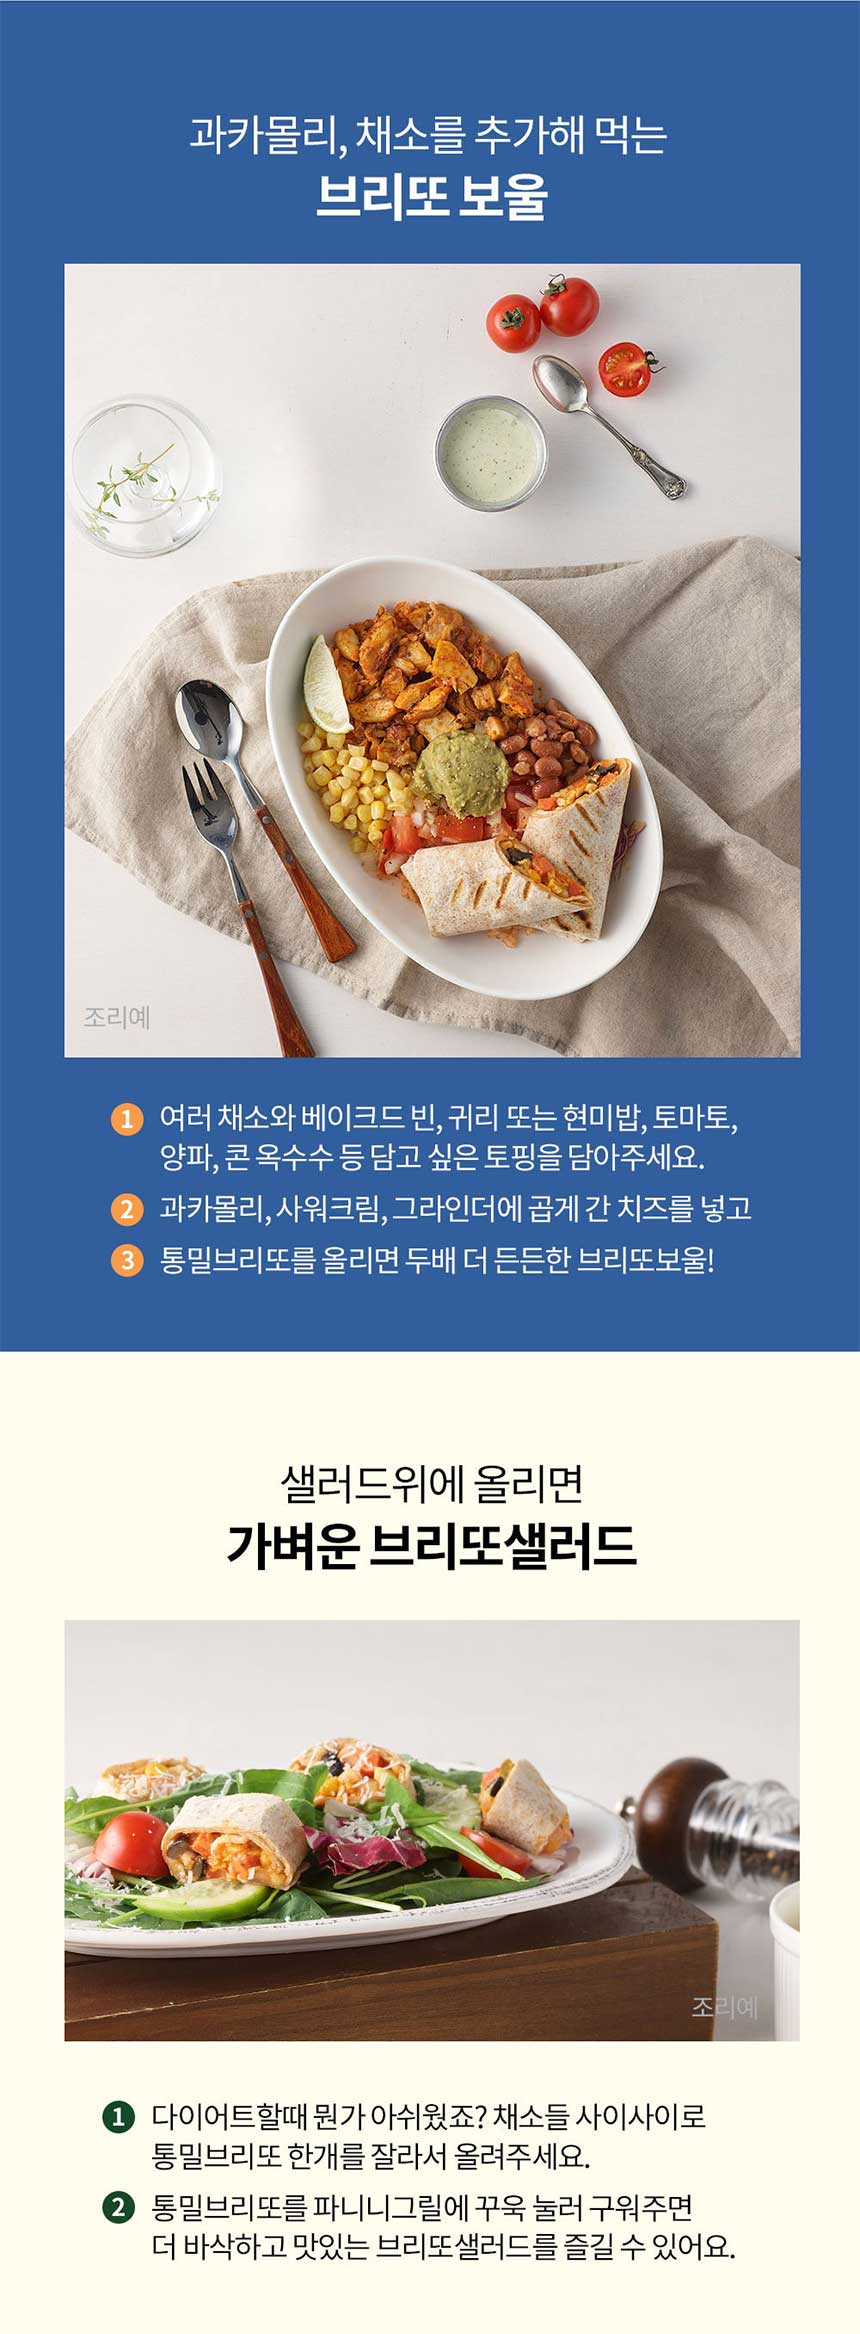 과카몰리, 채소를 추가해 먹는
브리또 보울
조리예
1 여러 채소와 베이크드 빈, 귀리 또는 현미밥, 토마토,
양파, 콘 옥수수 등 담고 싶은 토핑을 담아주세요.
2 과카몰리, 사워크림, 그라인더에 곱게 간 치즈를 넣고
3 통밀브리또를 올리면 두배 더 든든한 브리또보울!
샐러드위에 올리면
가벼운 브리또샐러드
조리예
1 다이어트할때 뭔가 아쉬웠죠? 채소들 사이사이로
통밀브리또 한개를 잘라서 올려주세요.
2 통밀브리또를 파니니그릴에 꾸욱 눌러 구워주면
더 바삭하고 맛있는 브리또샐러드를 즐길 수 있어요.